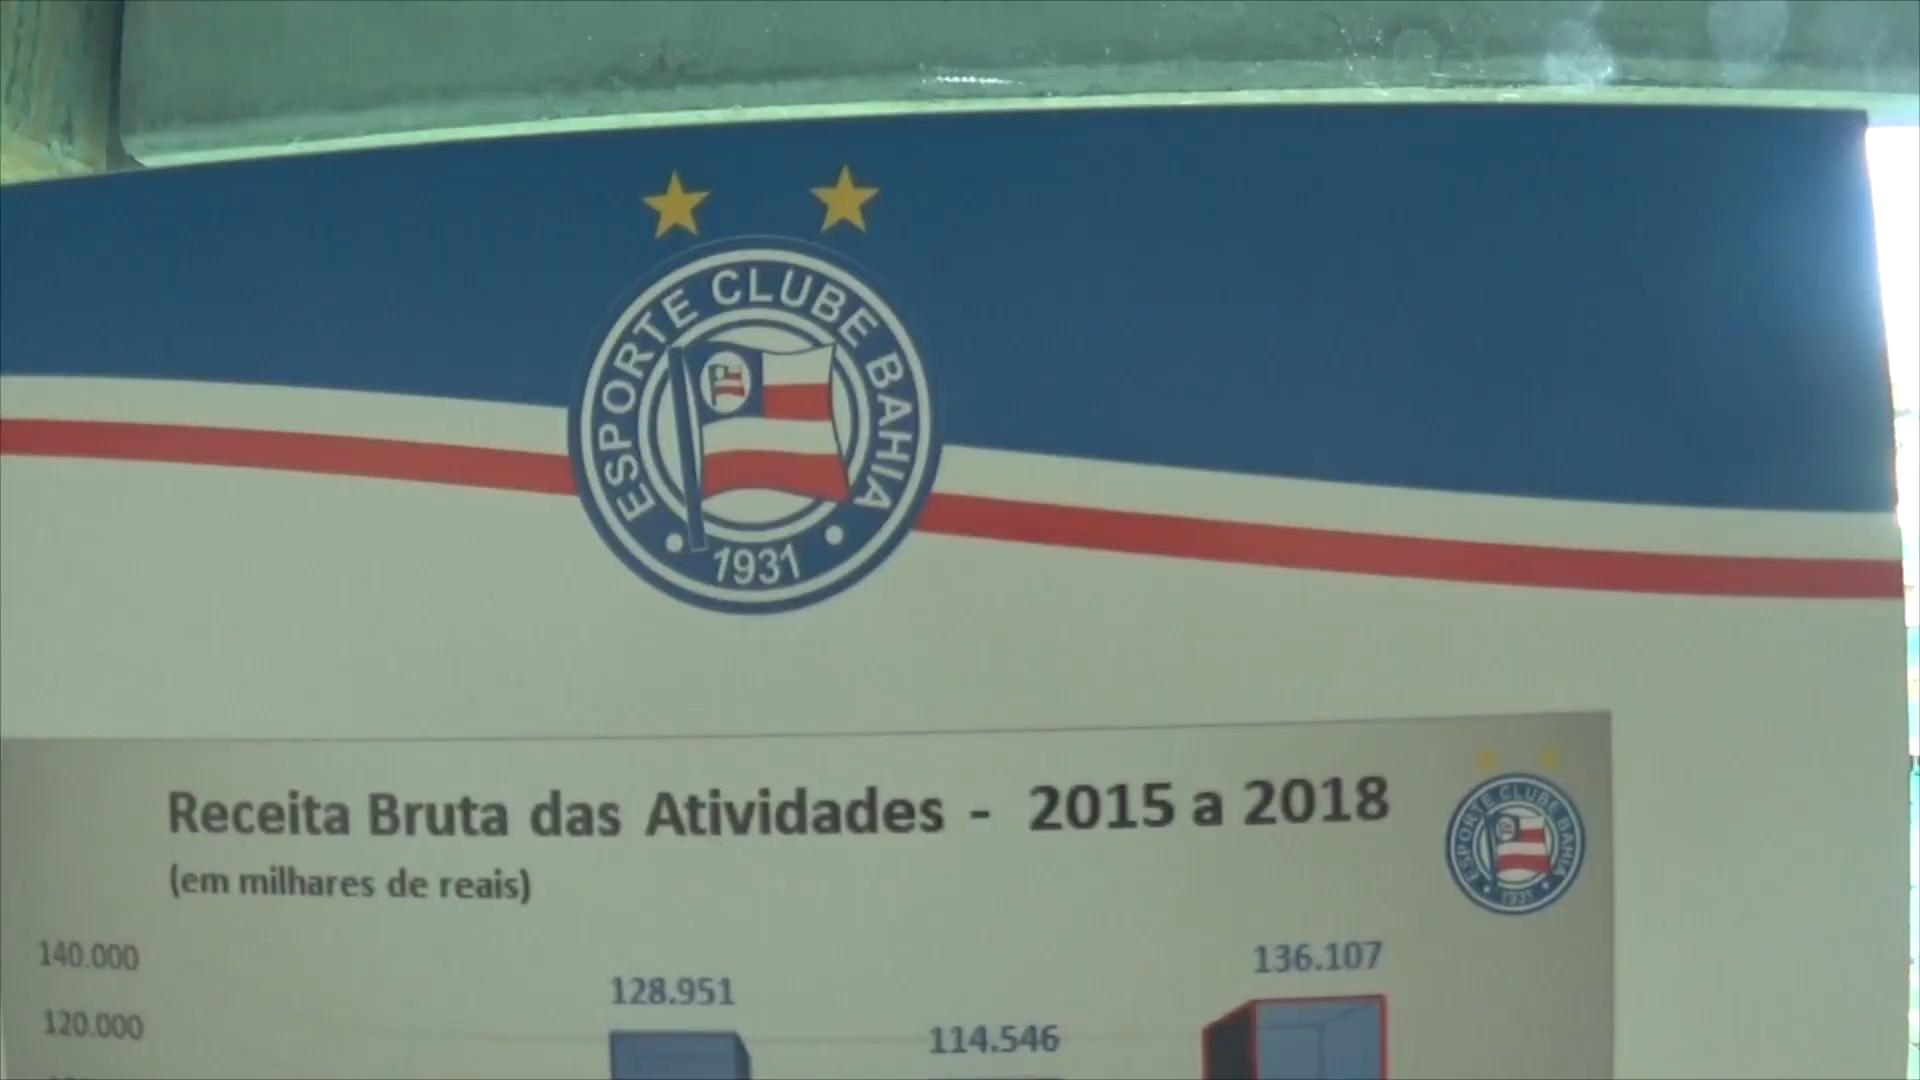 ESPORTE CLUBE BAHIA
1931
Receita Bruta das Atividades - 2015 a 2018
(em milhares de reais)
ESPORTE CLUBE BAHIA
1931
140.000
136.107
128.951
120.000
114.546